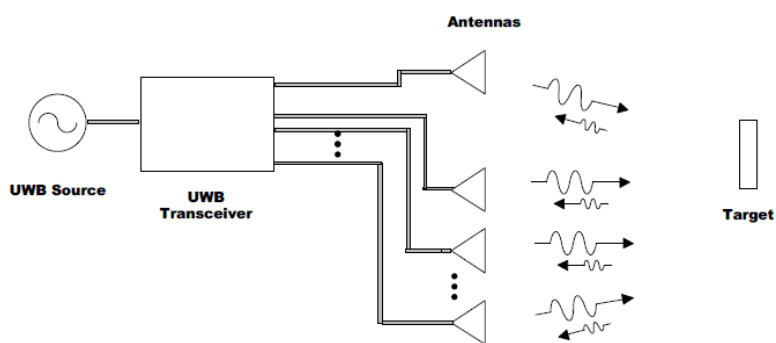 Antennas
UWB Source
UWB
Transceiver
Target